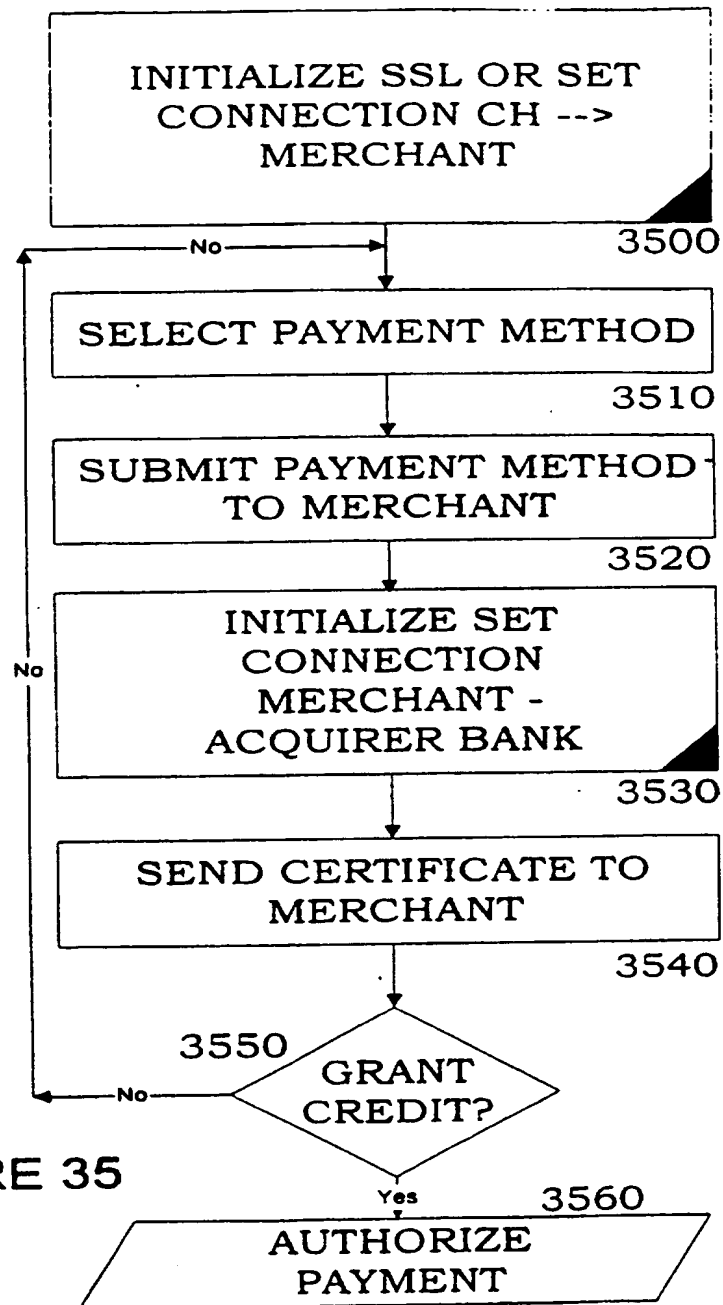 INITIALIZE SSL OR SET
CONNECTION CH -->
MERCHANT
3500
No
SELECT PAYMENT METHOD
3510
SUBMIT PAYMENT METHOD
TO MERCHANT
3520
INITIALIZE SET
CONNECTION
MERCHANT -
ACQUIRER BANK
No
3530
SEND CERTIFICATE TO
MERCHANT
3540
3550
GRANT
CREDIT?
No
RE 35
Yes
3560
AUTHORIZE
PAYMENT